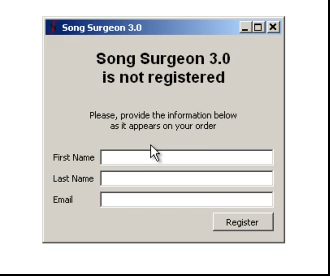 Song Surgeon 3.0
Song Surgeon 3.0
is not registered
Please, provide the information below
as it appears on your order
First Name
Last Name
Email
Register